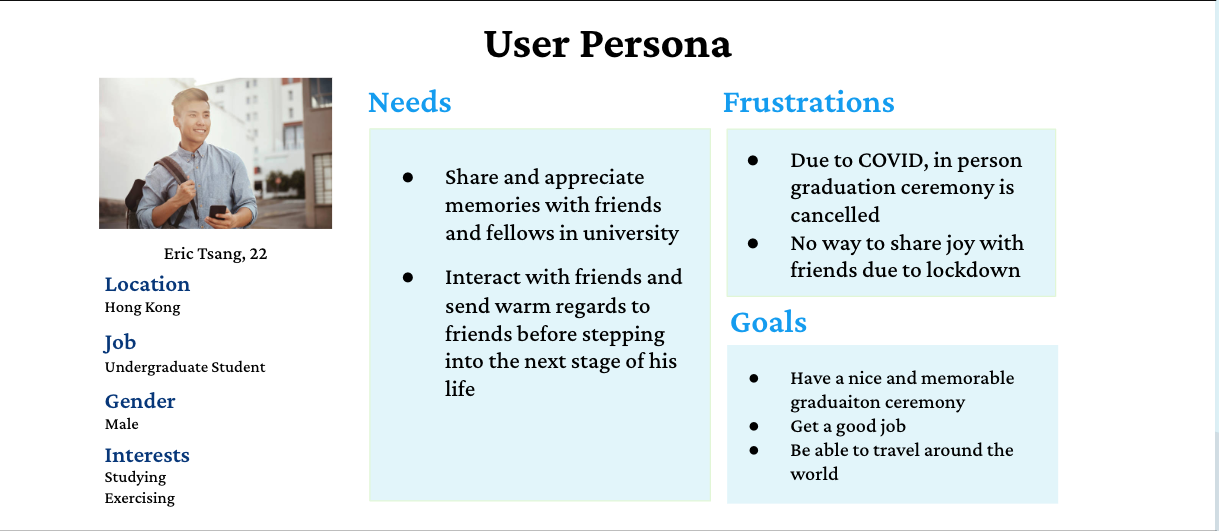 User Persona
Eric Tsang, 22
Location
Hong Kong
Job
Undergraduate Student
Gender
Male
Interests
Studying
Exercising
Needs
● Share and appreciate
memories with friends
and fellows in university
● Interact with friends and
send warm regards to
friends before stepping
into the next stage of his
life
Frustrations
● Due to COVID, in person
graduation ceremony is
cancelled
● No way to share joy with
friends due to lockdown
Goals
● Have a nice and memorable
graduaiton ceremony
● Get a good job
● Be able to travel around the
world